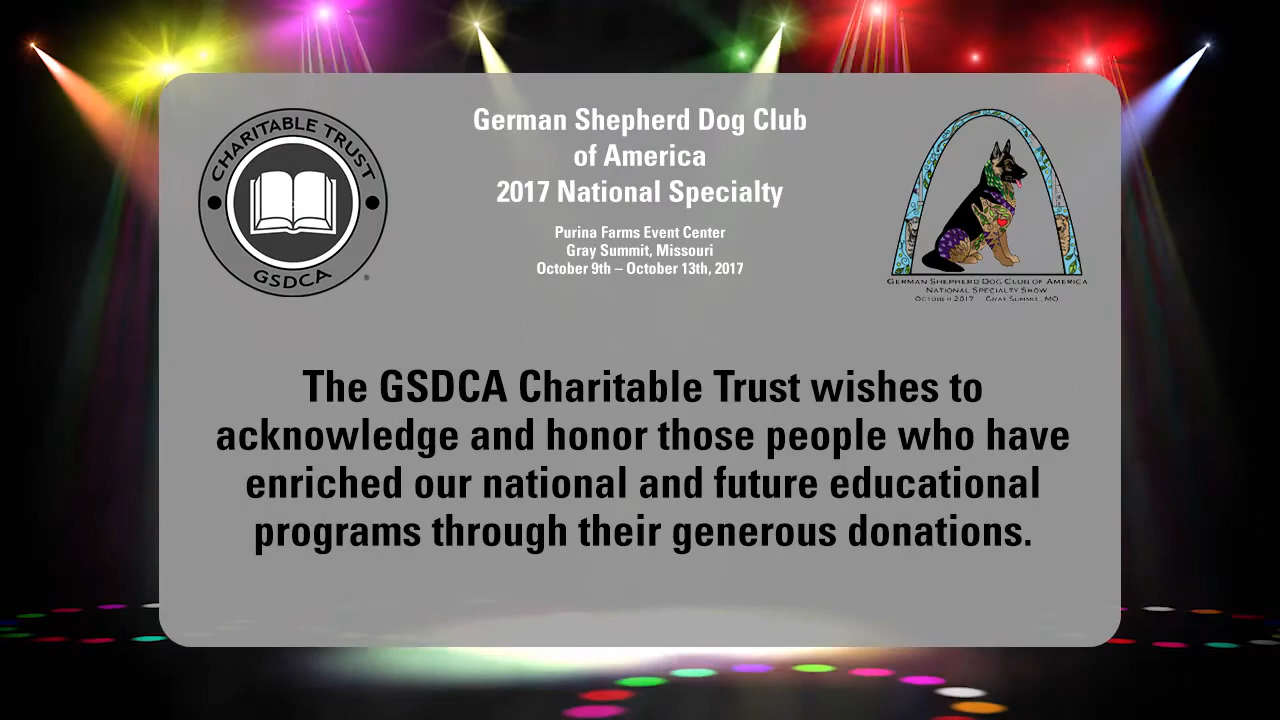 CHARITABLE TRUST
GSDCA
®
German Shepherd Dog Club
of America
2017 National Specialty
Purina Farms Event Center
Gray Summit, Missouri
October 9th – October 13th, 2017
German Shepherd Dog Club of America
National Specialty Show
October 2017 Gray Summit, MO
The GSDCA Charitable Trust wishes to
acknowledge and honor those people who have
enriched our national and future educational
programs through their generous donations.